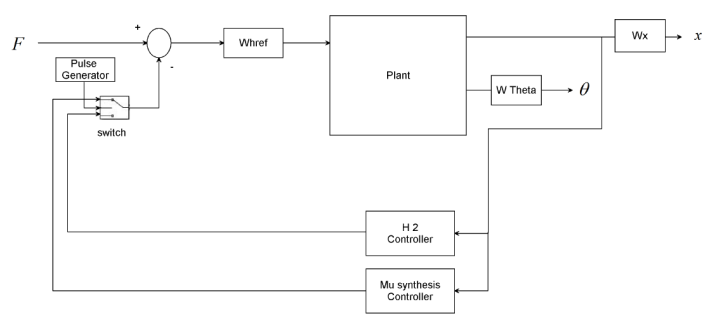 F
+
-
Pulse
Generator
switch
Whref
Plant
Wx
x
W Theta
θ
H 2
Controller
Mu synthesis
Controller